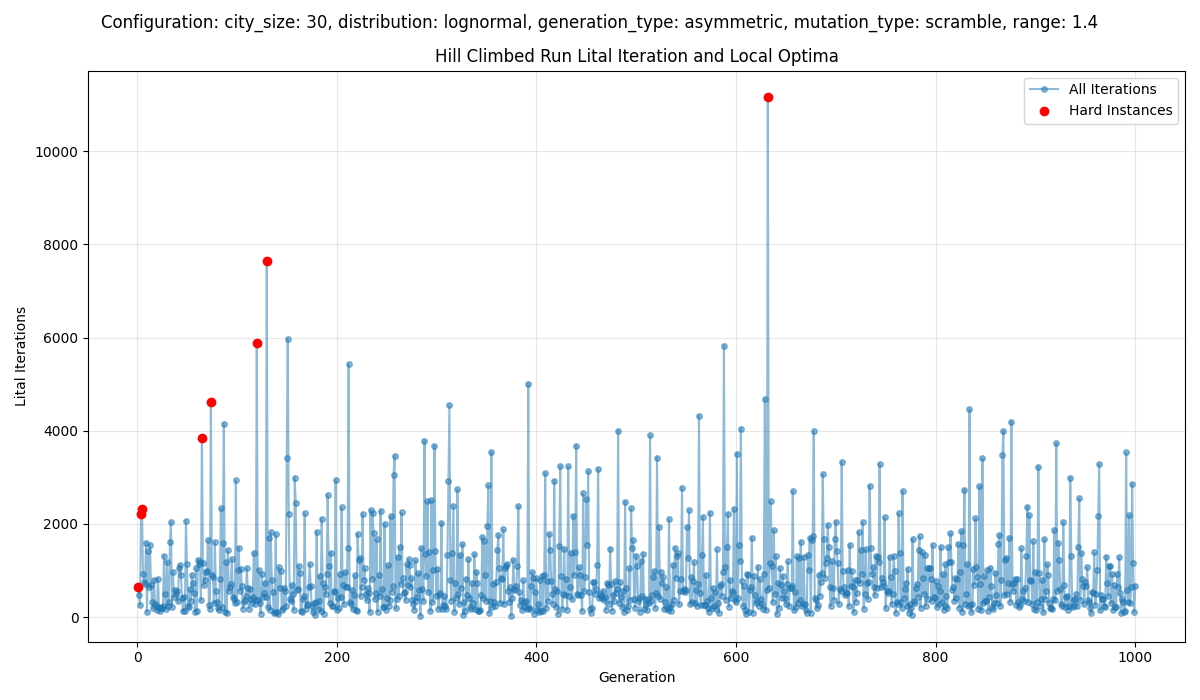 Configuration: city_size: 30, distribution: lognormal, generation_type: asymmetric, mutation_type: scramble, range: 1.4
Hill Climbed Run Lital Iteration and Local Optima
All Iterations
Hard Instances
Lital Iterations
10000
8000
6000
4000
2000
0
0 200 400 600 800 1000
Generation